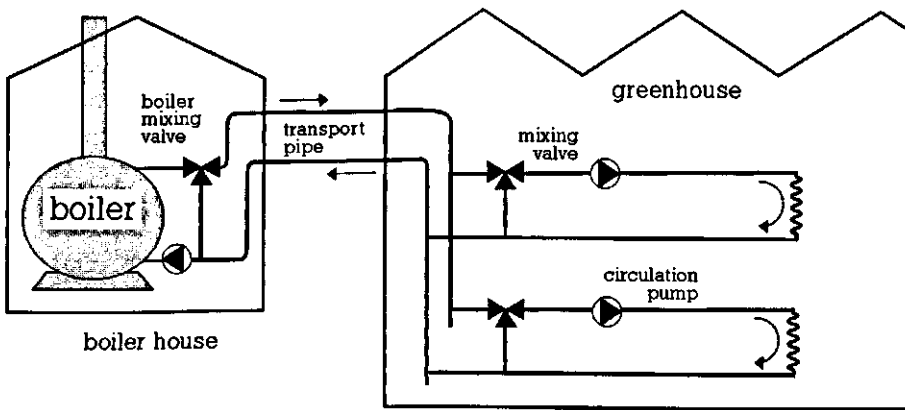 greenhouse
boiler
mixing
valve
transport
pipe
mixing
valve
boiler
circulation
pump
boiler house